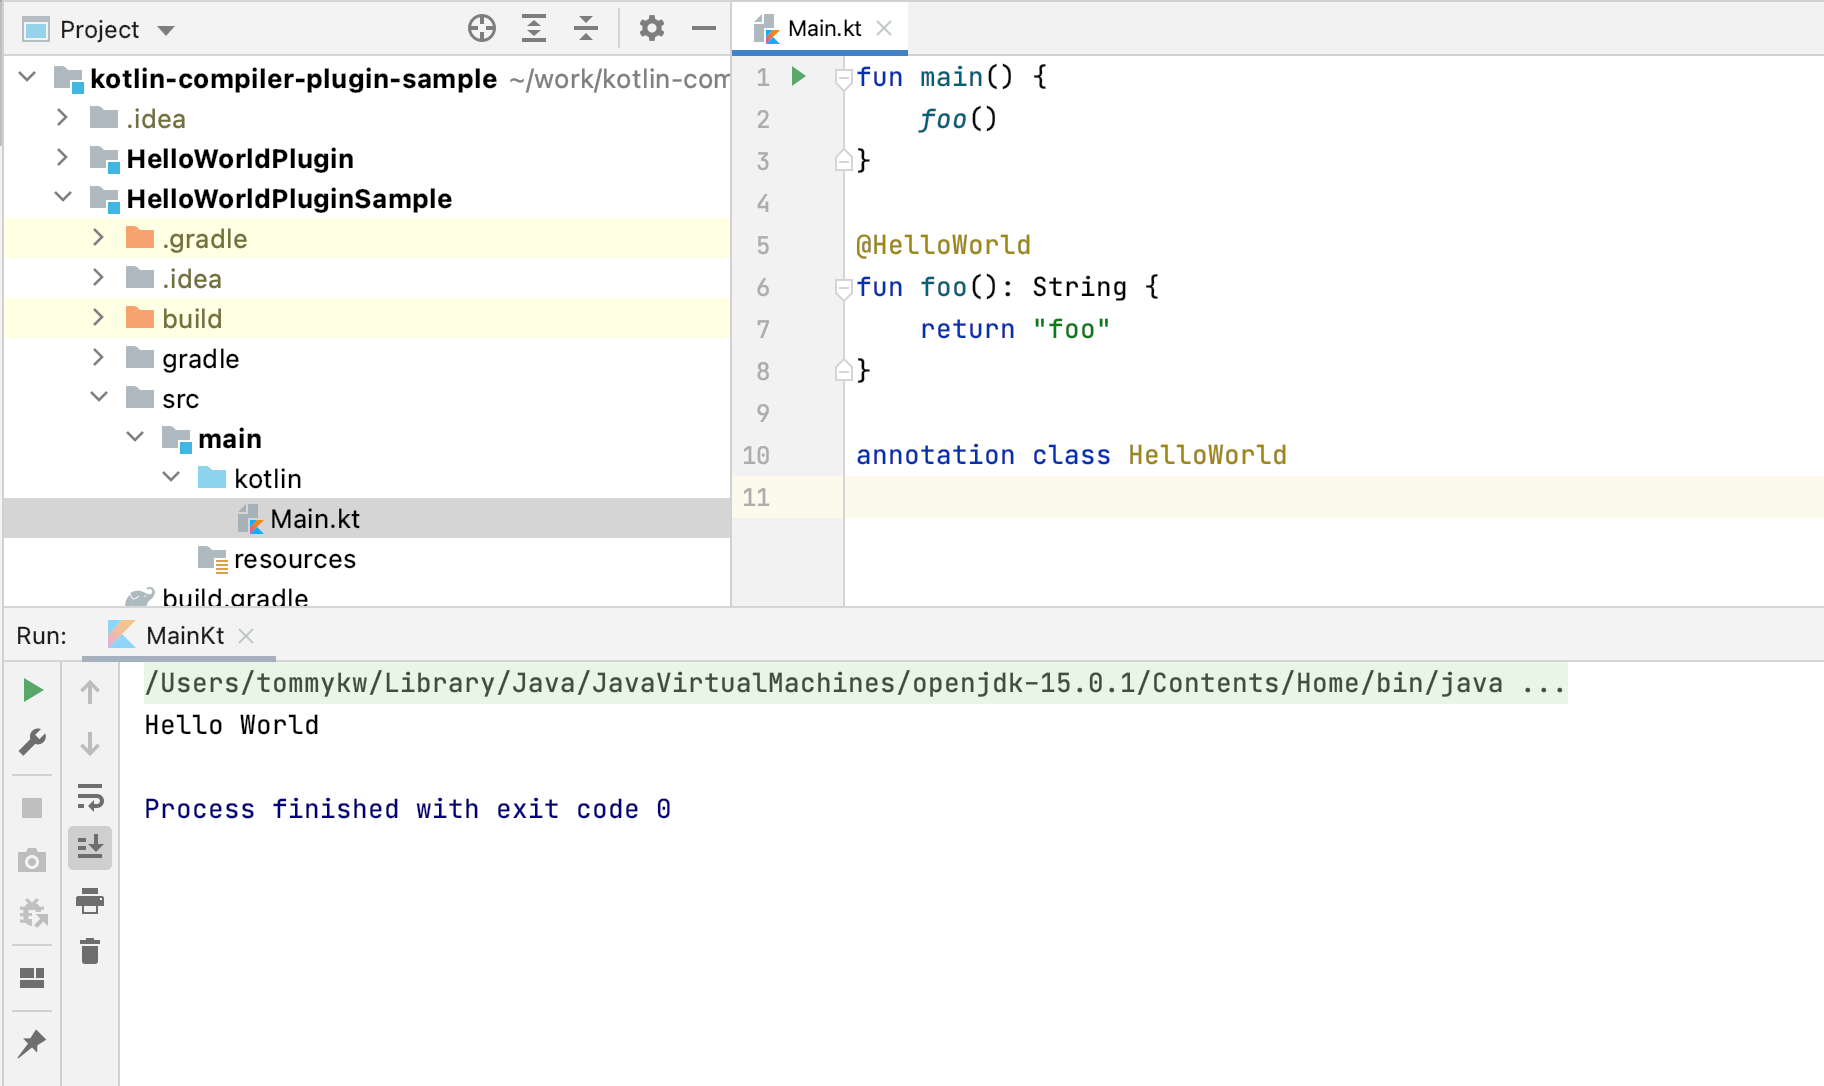 Project
kotlin-compiler-plugin-sample ~/work/kotlin-com
.idea
HelloWorldPlugin
HelloWorldPluginSample
.gradle
.idea
build
gradle
src
main
kotlin
Main.kt
resources
build.gradle
Main.kt
1 fun main() {
2 foo()
3 }
4
5 @HelloWorld
6 fun foo(): String {
7 return "foo"
8 }
9
10 annotation class HelloWorld
11
Run: MainKt
/Users/tommykw/Library/Java/JavaVirtualMachines/openjdk-15.0.1/Contents/Home/bin/java ...
Hello World
Process finished with exit code 0